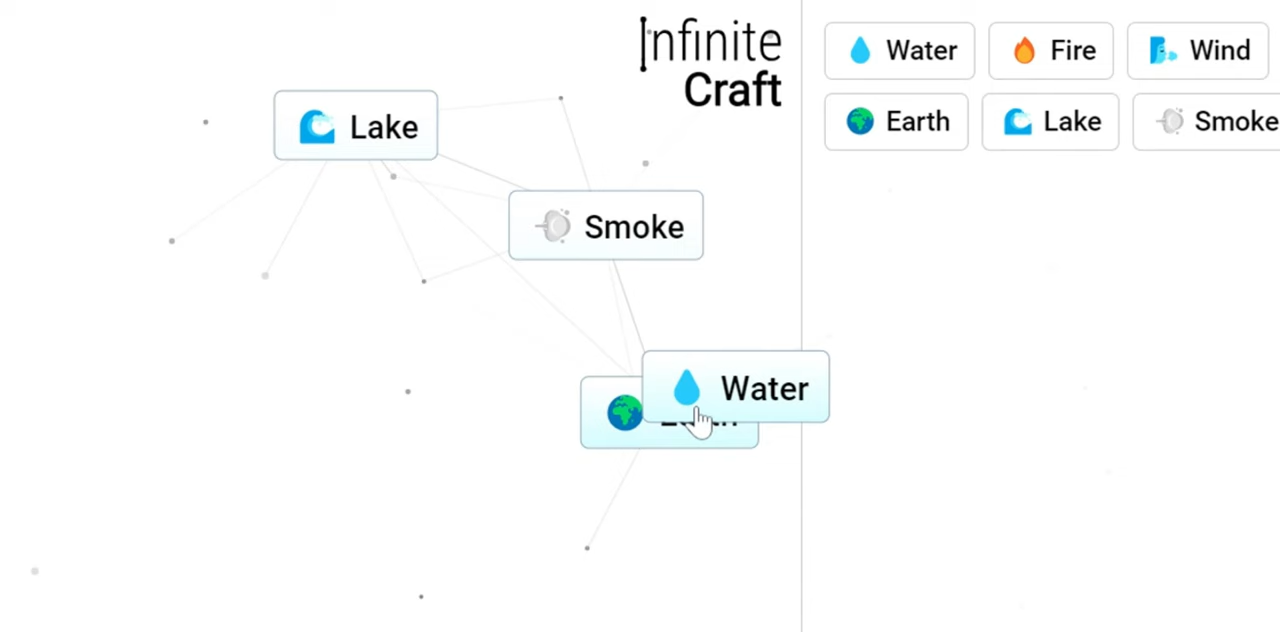 Infinite
Craft
Water Fire Wind
Earth Lake Smoke
Lake
Smoke
Water